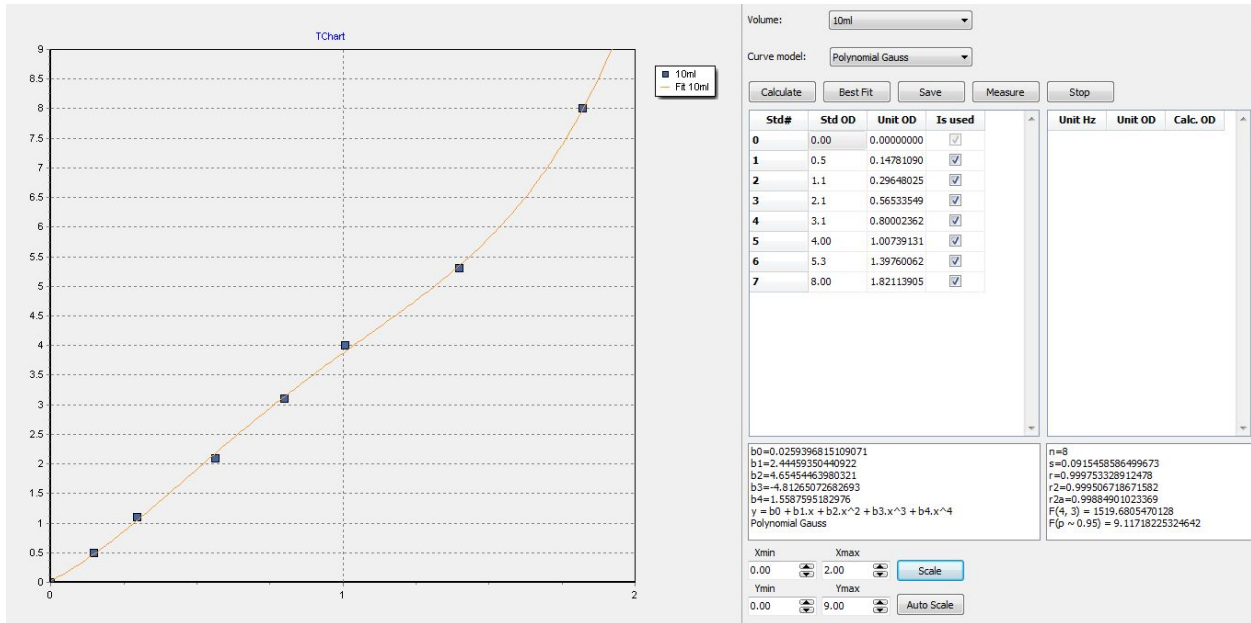 TChart
9
8.5
8
7.5
7
6.5
6
5.5
5
4.5
4
3.5
3
2.5
2
1.5
1
0.5
0
0 1 2
10ml
Fit 10ml
Volume: 10ml
Curve model: Polynomial Gauss
Calculate Best Fit Save Measure Stop
Std# Std OD Unit OD Is used
0 0.00 0.00000000
1 0.5 0.14781090
2 1.1 0.29648025
3 2.1 0.56533549
4 3.1 0.80002362
5 4.00 1.00739131
6 5.3 1.39760062
7 8.00 1.82113905
Unit Hz Unit OD Calc. OD
b0=0.0259396815109071
b1=2.44459350440922
b2=4.65454463980321
b3=-4.81265072682693
b4=1.5587595182976
y = b0 + b1.x + b2.x^2 + b3.x^3 + b4.x^4
Polynomial Gauss
n=8
s=0.0915458586499673
r=0.999753328912478
r2=0.999506718671582
r2a=0.99884901023369
F(4, 3) = 1519.6805470128
F(p ~ 0.95) = 9.11718225324642
Xmin Xmax
0.00 2.00 Scale
Ymin Ymax
0.00 9.00 Auto Scale